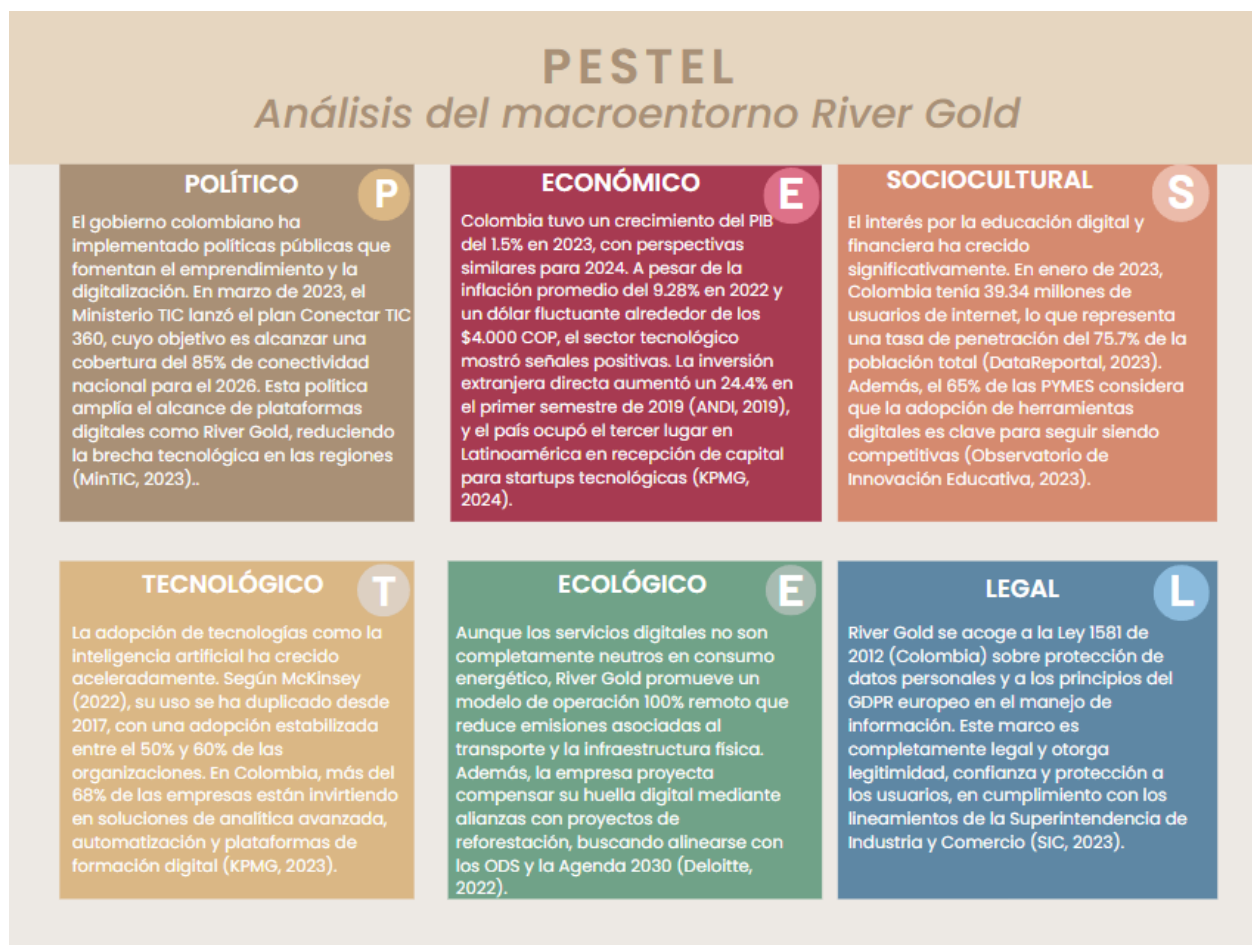 PESTEL
Análisis del macroentorno River Gold
POLÍTICO
P
El gobierno colombiano ha
implementado políticas públicas que
fomentan el emprendimiento y la
digitalización. En marzo de 2023, el
Ministerio TIC lanzó el plan Conectar TIC
360, cuyo objetivo es alcanzar una
cobertura del 85% de conectividad
nacional para el 2026. Esta política
amplía el alcance de plataformas
digitales como River Gold, reduciendo
la brecha tecnológica en las regiones
(MinTIC, 2023)..
ECONÓMICO
E
Colombia tuvo un crecimiento del PIB
del 1.5% en 2023, con perspectivas
similares para 2024. A pesar de la
inflación promedio del 9.28% en 2022 y
un dólar fluctuante alrededor de los
$4.000 COP, el sector tecnológico
mostró señales positivas. La inversión
extranjera directa aumentó un 24.4% en
el primer semestre de 2019 (ANDI, 2019),
y el país ocupó el tercer lugar en
Latinoamérica en recepción de capital
para startups tecnológicas (KPMG,
2024).
SOCIOCULTURAL
S
El interés por la educación digital y
financiera ha crecido
significativamente. En enero de 2023,
Colombia tenía 39.34 millones de
usuarios de internet, lo que representa
una tasa de penetración del 75.7% de la
población total (DataReportal, 2023).
Además, el 65% de las PYMES considera
que la adopción de herramientas
digitales es clave para seguir siendo
competitivas (Observatorio de
Innovación Educativa, 2023).
TECNOLÓGICO
T
La adopción de tecnologías como la
inteligencia artificial ha crecido
aceleradamente. Según McKinsey
(2022), su uso se ha duplicado desde
2017, con una adopción estabilizada
entre el 50% y 60% de las
organizaciones. En Colombia, más del
68% de las empresas están invirtiendo
en soluciones de analítica avanzada,
automatización y plataformas de
formación digital (KPMG, 2023).
ECOLÓGICO
E
Aunque los servicios digitales no son
completamente neutros en consumo
energético, River Gold promueve un
modelo de operación 100% remoto que
reduce emisiones asociadas al
transporte y la infraestructura física.
Además, la empresa proyecta
compensar su huella digital mediante
alianzas con proyectos de
reforestación, buscando alinearse con
los ODS y la Agenda 2030 (Deloitte,
2022).
LEGAL
L
River Gold se acoge a la Ley 1581 de
2012 (Colombia) sobre protección de
datos personales y a los principios del
GDPR europeo en el manejo de
información. Este marco es
completamente legal y otorga
legitimidad, confianza y protección a
los usuarios, en cumplimiento con los
lineamientos de la Superintendencia de
Industria y Comercio (SIC, 2023).